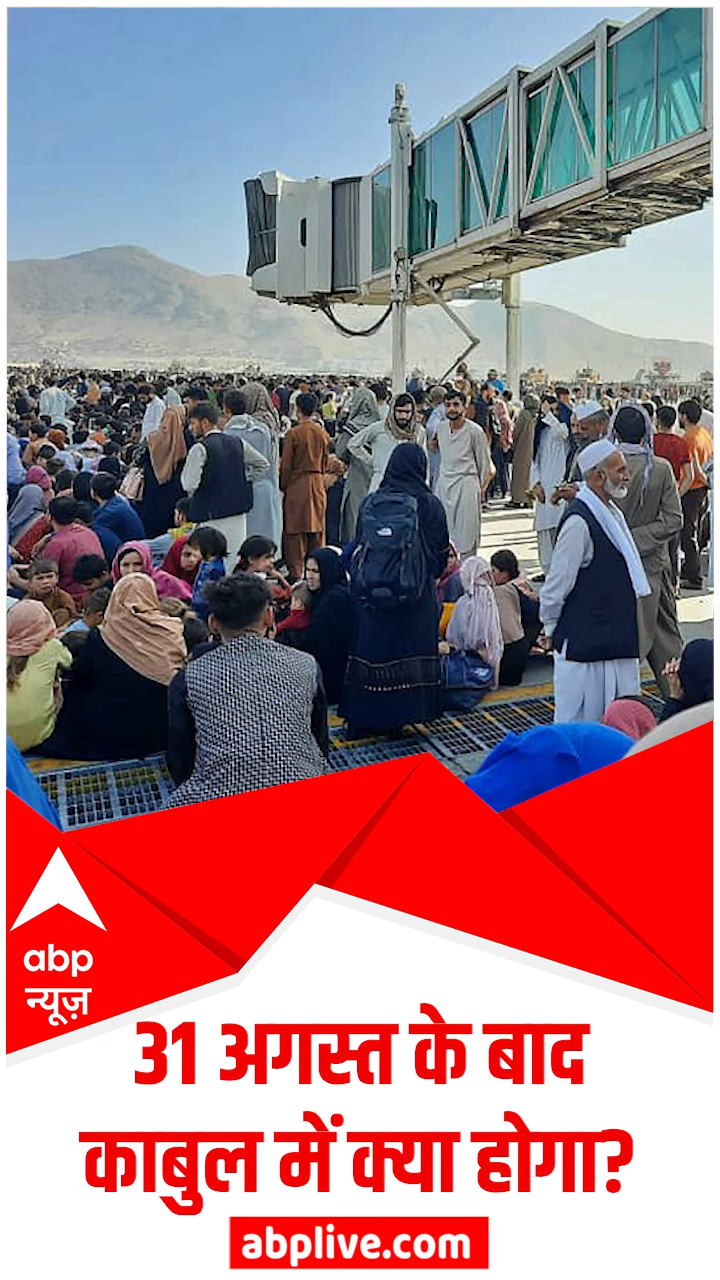 abp
न्यूज़
31 अगस्त के बाद
काबुल में क्या होगा?
abplive.com